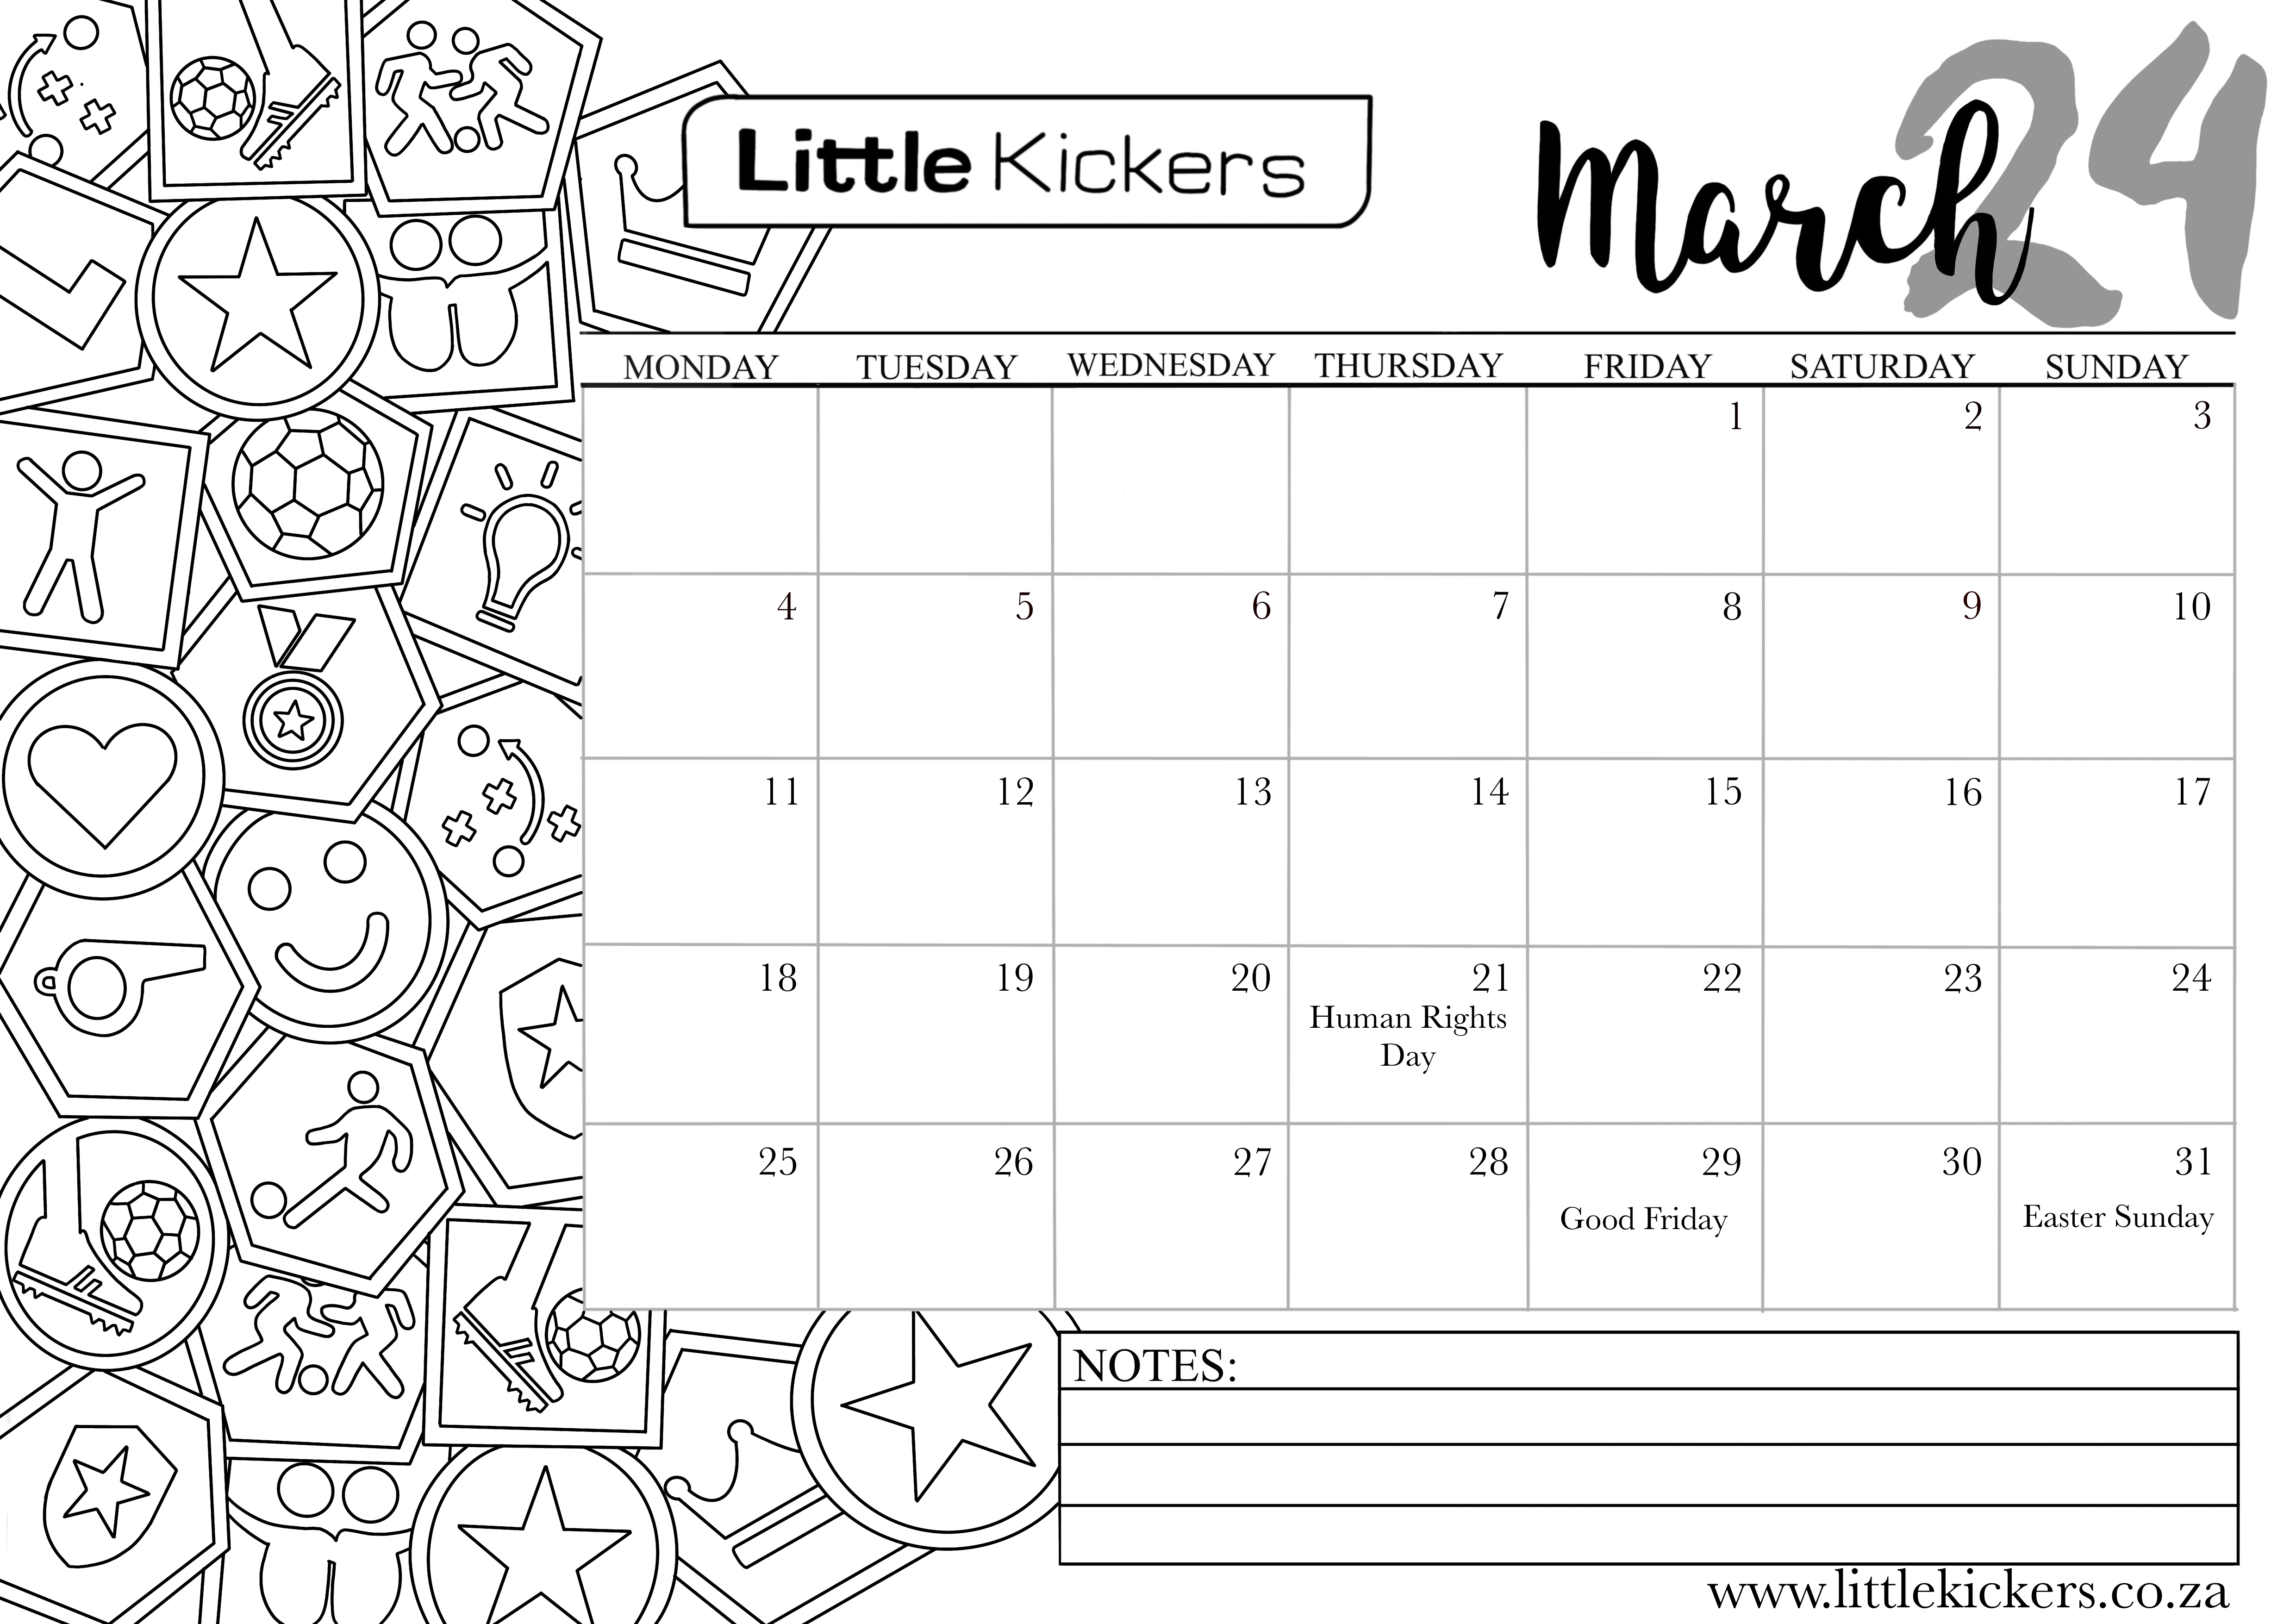 Little Kickers
March 24
MONDAY TUESDAY WEDNESDAY THURSDAY FRIDAY SATURDAY SUNDAY
1 2 3
4 5 6 7 8 9 10
11 12 13 14 15 16 17
18 19 20 21 22 23 24
Human Rights
Day
25 26 27 28 29 30 31
Good Friday Easter Sunday
NOTES:
www.littlekickers.co.za